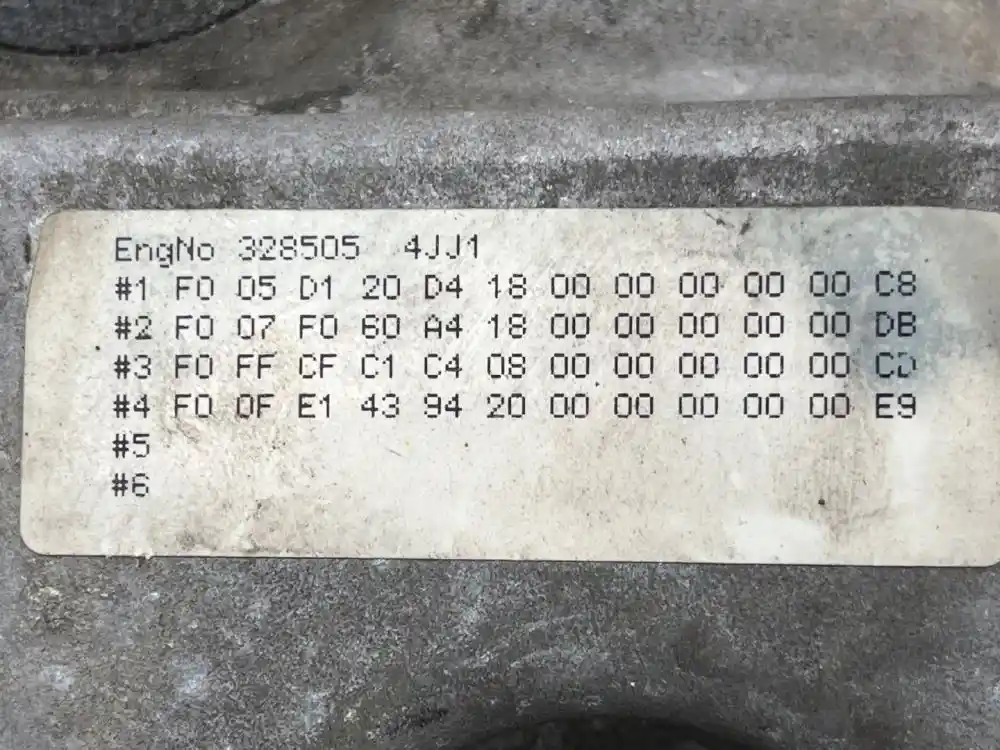 EngNo 328505 4JJ1
#1 F0 05 D1 20 D4 18 00 00 00 00 00 C8
#2 F0 07 F0 60 A4 18 00 00 00 00 00 DB
#3 F0 FF CF C1 C4 08 00 00 00 00 00
#4 F0 0F E1 43 94 20 00 00 00 00 00 E9
#5
#6